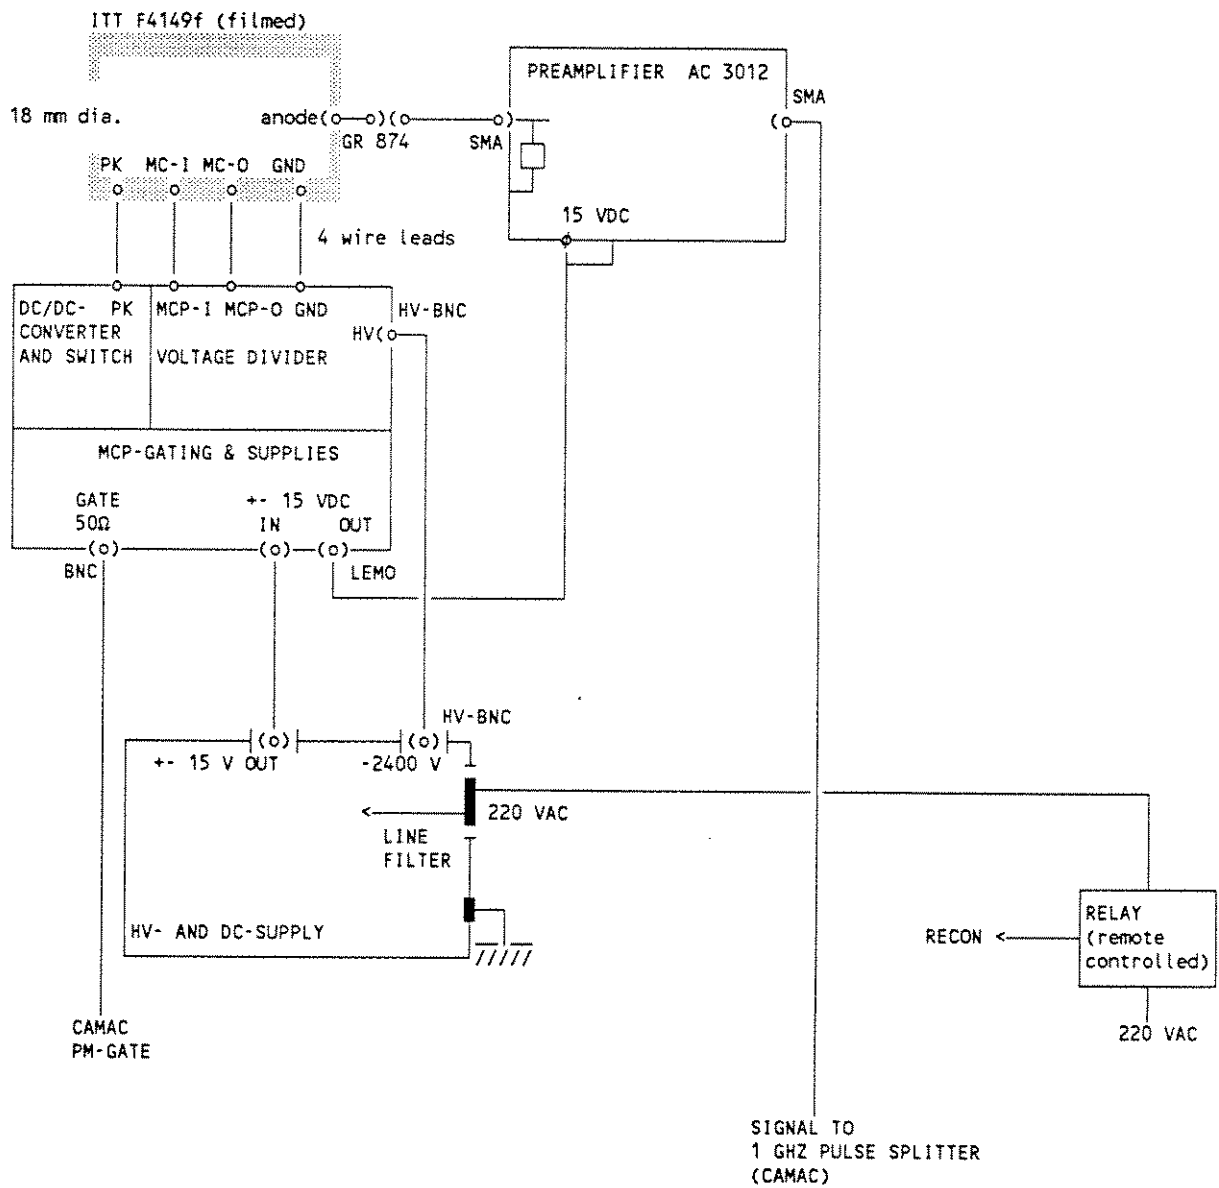 ITT F4149f (filmed)
PREAMPLIFIER AC 3012
SMA
18 mm dia.
anode
GR 874
SMA
PK MC-I MC-O GND
15 VDC
4 wire leads
DC/DC- PK
CONVERTER
AND SWITCH
MCP-I MCP-O GND
VOLTAGE DIVIDER
HV
HV-BNC
MCP-GATING & SUPPLIES
GATE
50Ω
+- 15 VDC
IN OUT
BNC
LEMO
HV-BNC
+- 15 V OUT
-2400 V
220 VAC
LINE
FILTER
HV- AND DC-SUPPLY
RECON
RELAY
(remote
controlled)
220 VAC
CAMAC
PM-GATE
SIGNAL TO
1 GHZ PULSE SPLITTER
(CAMAC)